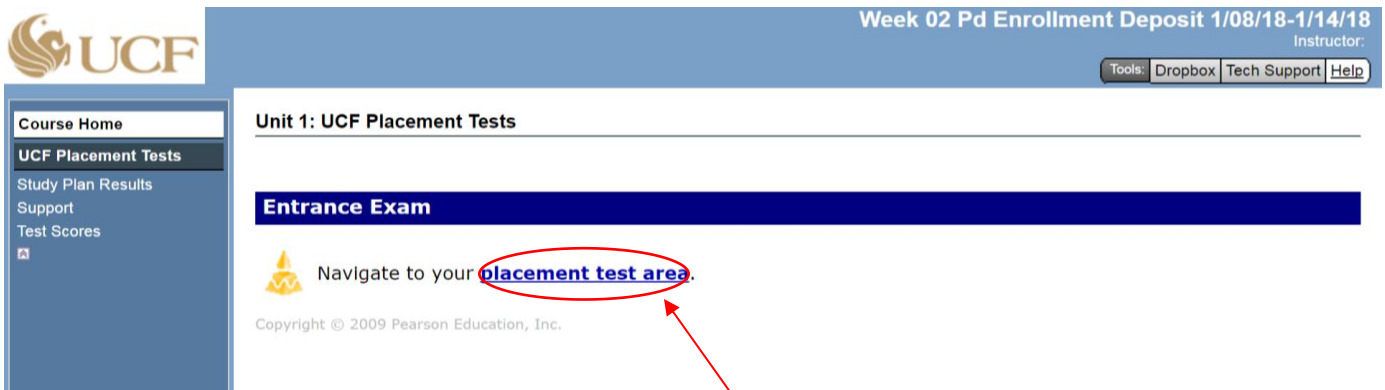 UCF
Week 02 Pd Enrollment Deposit 1/08/18-1/14/18
Instructor:
Tools: Dropbox Tech Support Help
Course Home
UCF Placement Tests
Study Plan Results
Support
Test Scores
Unit 1: UCF Placement Tests
Entrance Exam
Navigate to your placement test area.
Copyright © 2009 Pearson Education, Inc.